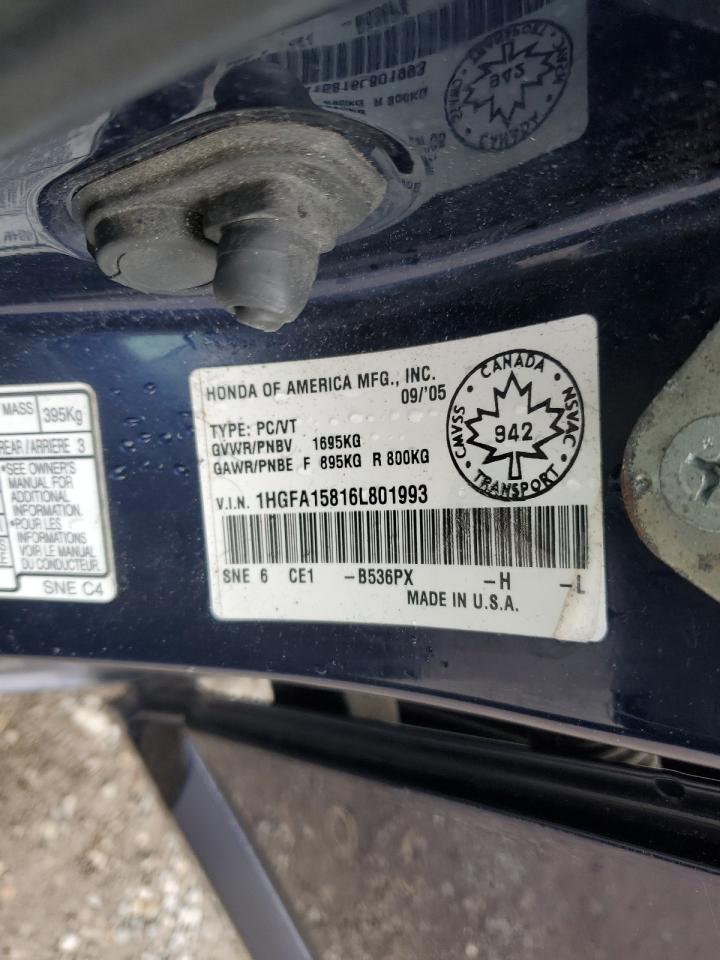 MASS 395Kg
REAR/ARRIERE 3
*SEE OWNER'S
MANUAL FOR
ADDITIONAL
INFORMATION.
*POUR LES
INFORMATIONS
VOIR LE MANUAL
DU CONDUCTEUR.
SNE C4
HONDA OF AMERICA MFG., INC.
09/'05
TYPE: PC/VT
GVWR/PNBV 1695KG
GAWR/PNBE F 895KG R 800KG
V.I.N. 1HGFA15816L801993
SNE 6 CE1 -B536PX -H -L
MADE IN U.S.A.
CANADA
CMVSS
NSVAC
942
TRANSPORT